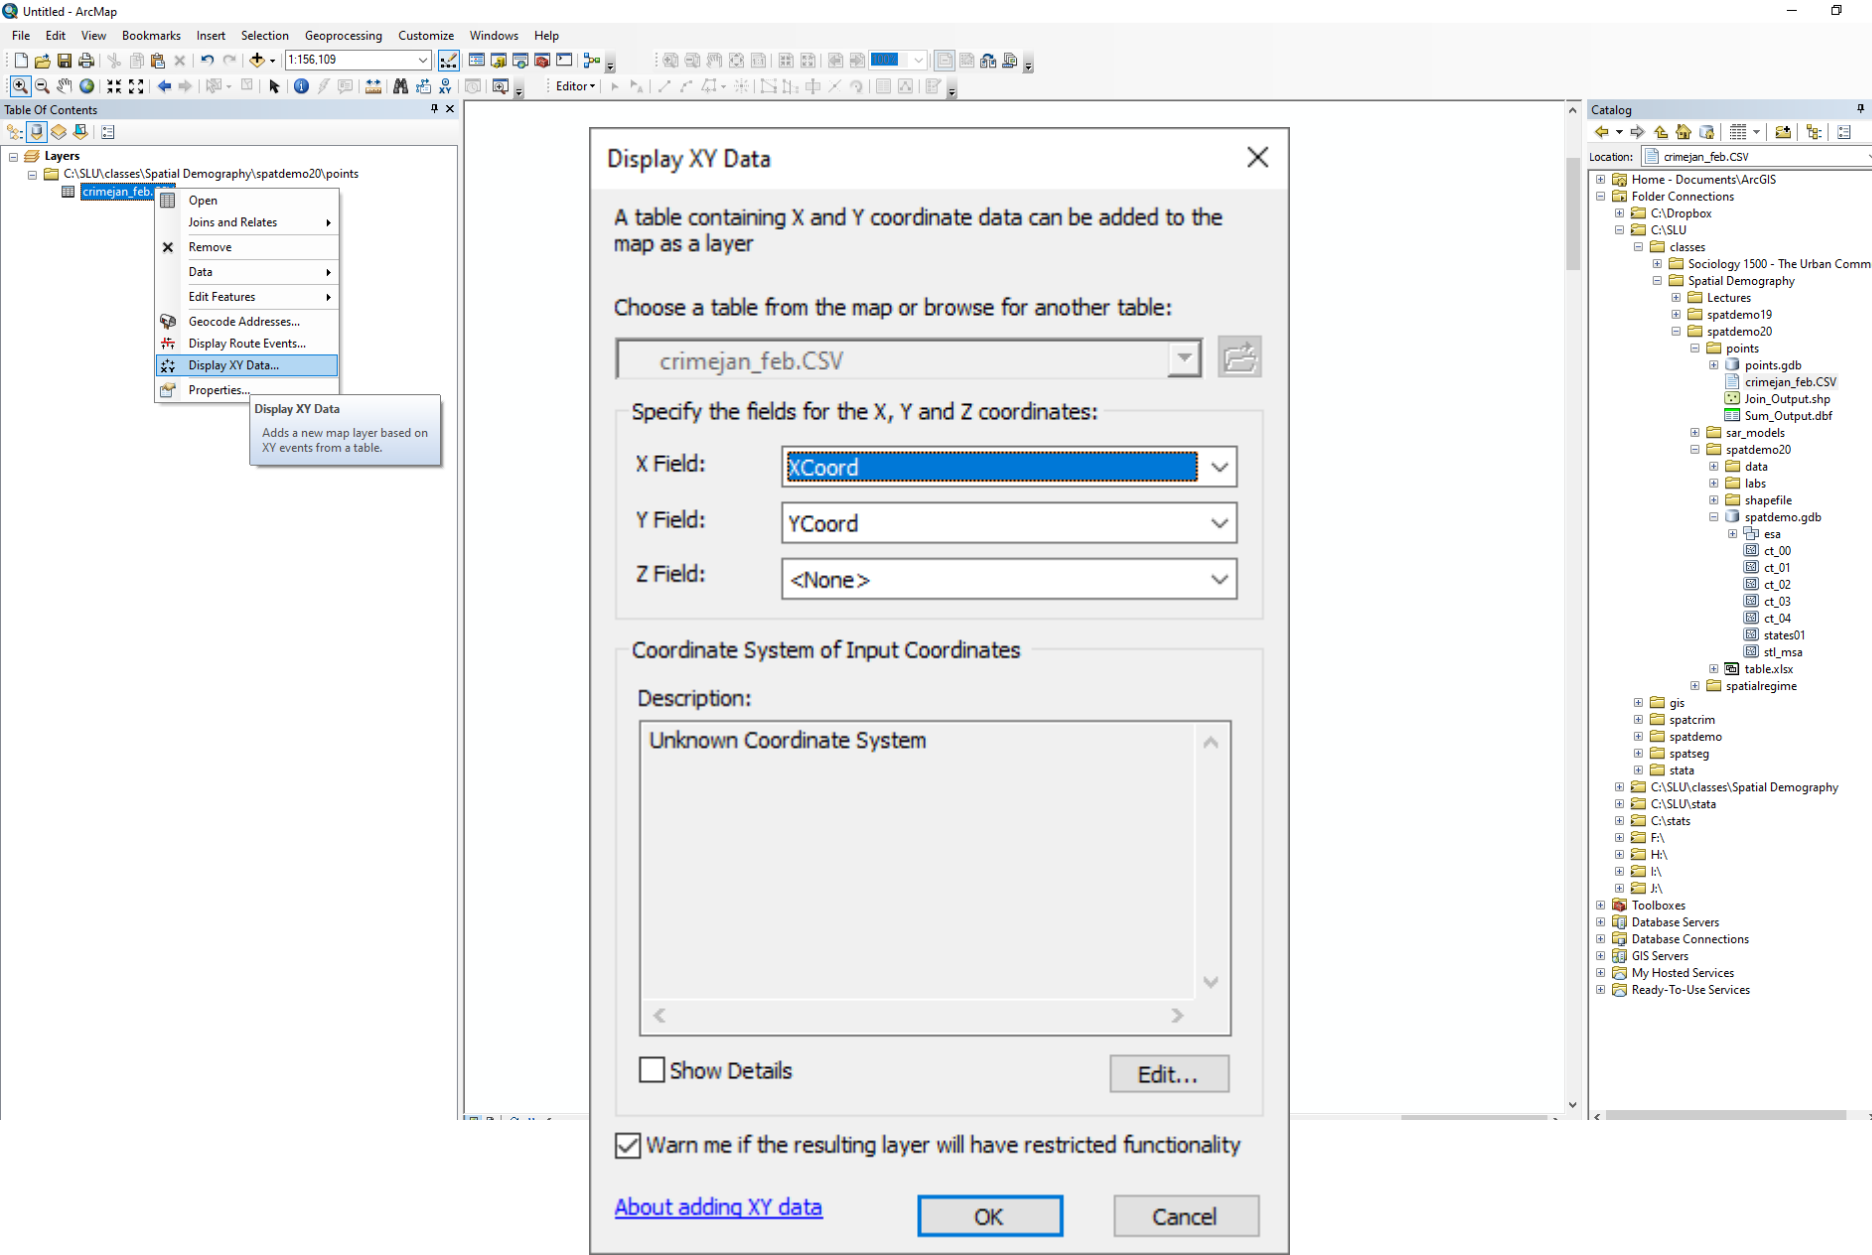 Untitled - ArcMap
File Edit View Bookmarks Insert Selection Geoprocessing Customize Windows Help
1:156,109
100%
Editor
Table Of Contents
Layers
C:\SLU\classes\Spatial Demography\spatdemo20\points
crimejan_feb.
Open
Joins and Relates
Remove
Data
Edit Features
Geocode Addresses...
Display Route Events...
Display XY Data...
Properties...
Display XY Data
Adds a new map layer based on
XY events from a table.
Display XY Data
A table containing X and Y coordinate data can be added to the
map as a layer
Choose a table from the map or browse for another table:
crimejan_feb.CSV
Specify the fields for the X, Y and Z coordinates:
X Field: XCoord
Y Field: YCoord
Z Field: <None>
Coordinate System of Input Coordinates
Description:
Unknown Coordinate System
Show Details
Edit...
Warn me if the resulting layer will have restricted functionality
About adding XY data
OK
Cancel
Catalog
Location: crimejan_feb.CSV
Home - Documents\ArcGIS
Folder Connections
C:\Dropbox
C:\SLU
classes
Sociology 1500 - The Urban Comm
Spatial Demography
Lectures
spatdemo19
spatdemo20
points
points.gdb
crimejan_feb.CSV
Join_Output.shp
Sum_Output.dbf
sar_models
spatdemo20
data
labs
shapefile
spatdemo.gdb
esa
ct_00
ct_01
ct_02
ct_03
ct_04
states01
stl_msa
table.xlsx
spatialregime
gis
spatcrim
spatdemo
spatseg
stata
C:\SLU\classes\Spatial Demography
C:\SLU\stata
C:\stats
F:\
H:\
I:\
J:\
Toolboxes
Database Servers
Database Connections
GIS Servers
My Hosted Services
Ready-To-Use Services